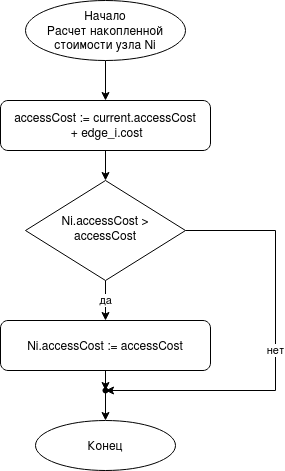 Начало
Расчет накопленной
стоимости узла Ni
accessCost := current.accessCost
+ edge_i.cost
Ni.accessCost >
accessCost
да
Ni.accessCost := accessCost
нет
Конец